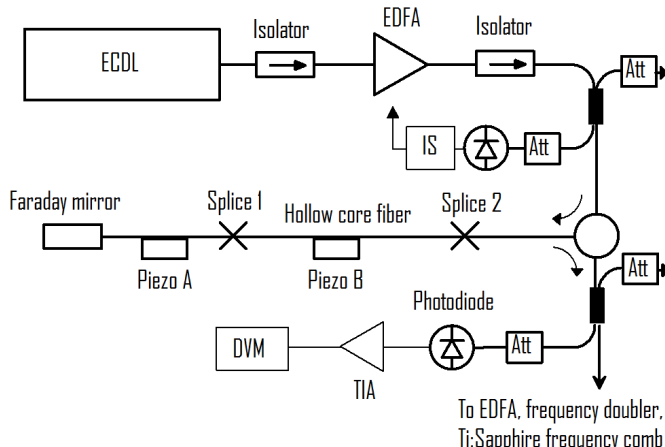 EDFA
Isolator
Isolator
ECDL
Att
IS
Att
Faraday mirror
Splice 1
Hollow core fiber
Splice 2
Piezo A
Piezo B
Photodiode
Att
DVM
Att
TIA
To EDFA, frequency doubler,
Ti:Sapphire frequency comb